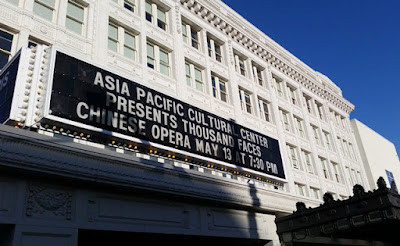 ASIA PACIFIC CULTURAL CENTER
PRESENTS THOUSAND FACES
CHINESE OPERA MAY 13 AT 7:30 PM